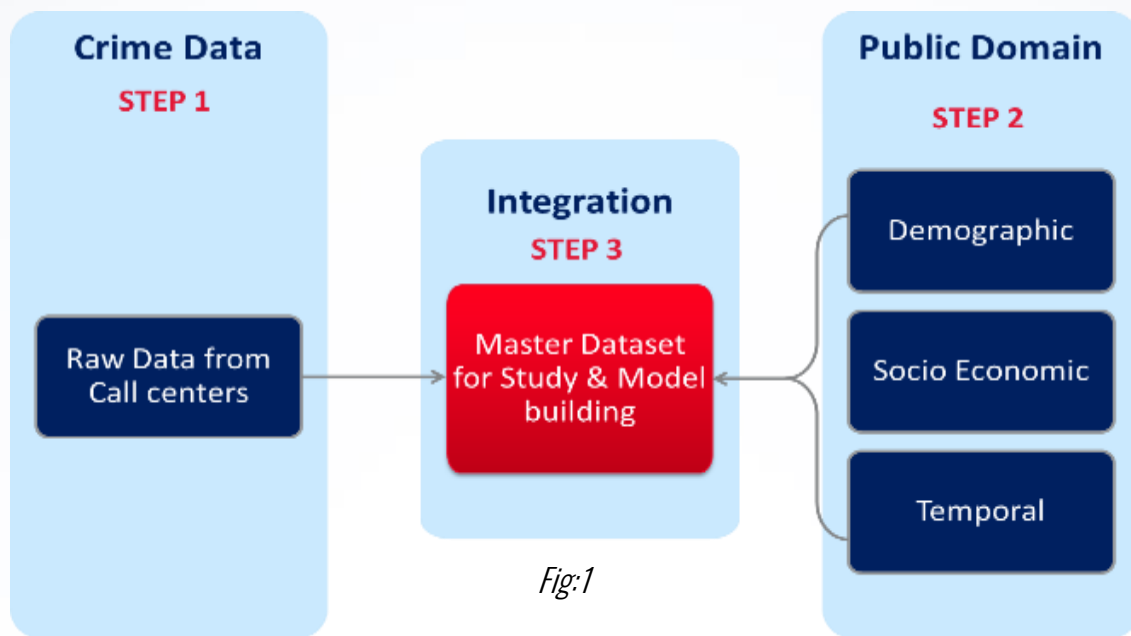 Crime Data
STEP 1
Raw Data from
Call centers
Integration
STEP 3
Master Dataset
for Study & Model
building
Public Domain
STEP 2
Demographic
Socio Economic
Temporal
Fig:1